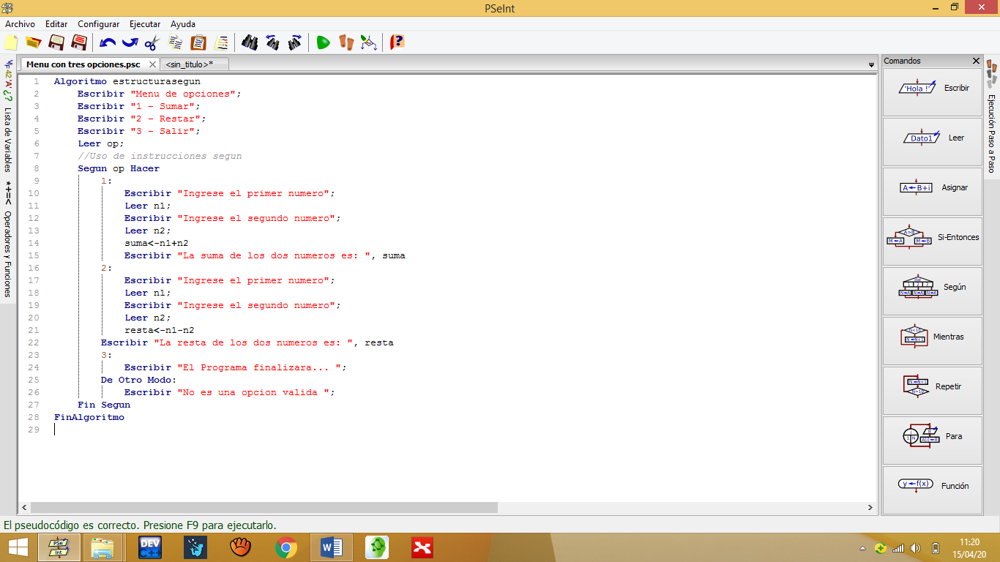 PSeInt
Archivo Editar Configurar Ejecutar Ayuda
Menu con tres opciones.psc <sin_titulo>*
1 Algoritmo estructurasegun
2 Escribir "Menu de opciones";
3 Escribir "1 - Sumar";
4 Escribir "2 - Restar";
5 Escribir "3 - Salir";
6 Leer op;
7 //Uso de instrucciones segun
8 Segun op Hacer
9 1:
10 Escribir "Ingrese el primer numero";
11 Leer n1;
12 Escribir "Ingrese el segundo numero";
13 Leer n2;
14 suma<-n1+n2
15 Escribir "La suma de los dos numeros es: ", suma
16 2:
17 Escribir "Ingrese el primer numero";
18 Leer n1;
19 Escribir "Ingrese el segundo numero";
20 Leer n2;
21 resta<-n1-n2
22 Escribir "La resta de los dos numeros es: ", resta
23 3:
24 Escribir "El Programa finalizara... ";
25 De Otro Modo:
26 Escribir "No es una opcion valida ";
27 Fin Segun
28 FinAlgoritmo
29
Lista de Variables
*+=<
Operadores y Funciones
Comandos
'Hola !' Escribir
Dato1 Leer
A←B+i Asignar
A>B M←A M←B Si-Entonces
Según
Mientras
Repetir
Para
y←f(x) Función
Ejecución Paso a Paso
El pseudocódigo es correcto. Presione F9 para ejecutarlo.
PSe Int
DEV C++
11:20
15/04/20